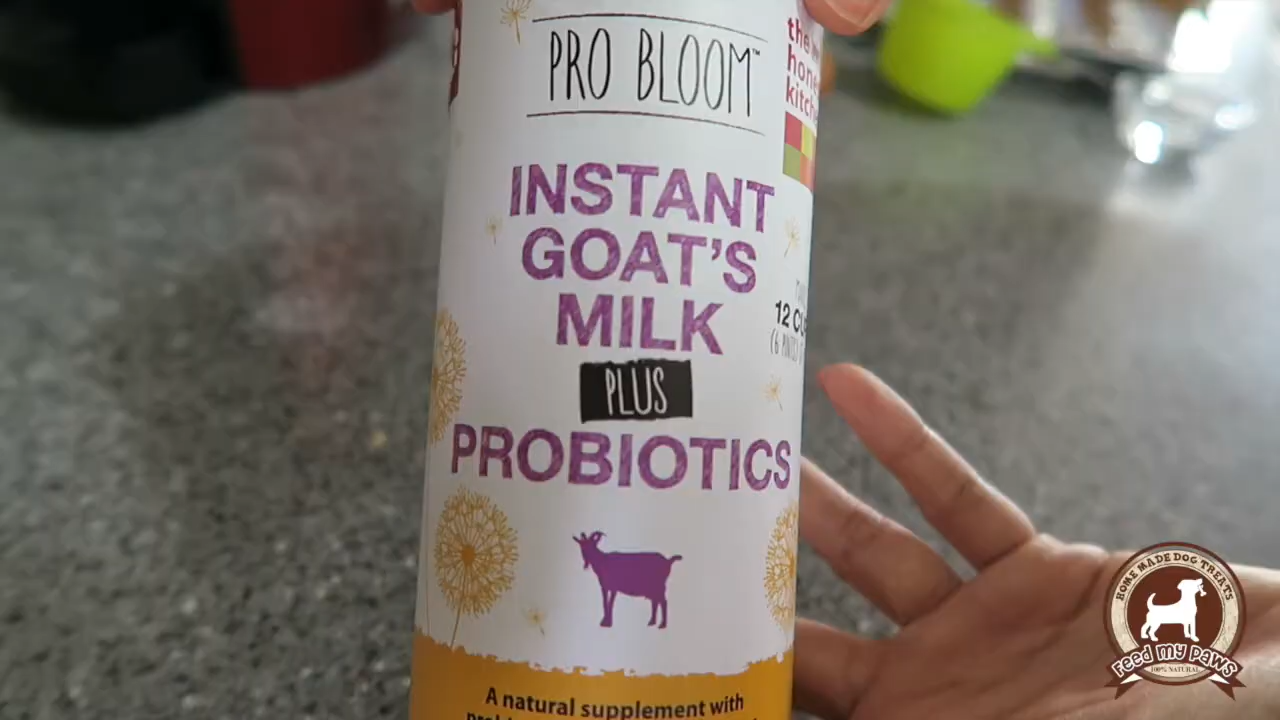 PRO BLOOM™
the
hone
kitche
INSTANT
GOAT'S
MILK
12 CU
PLUS
PROBIOTICS
A natural supplement with
HOME MADE DOG TREATS
Feed my Paws
100% NATURAL